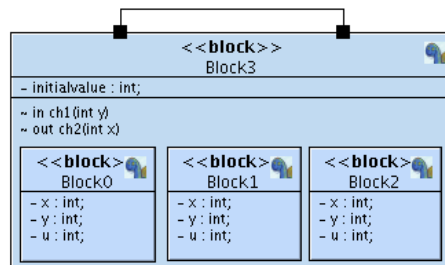 <<block>>
Block3
- initialvalue : int;
~ in ch1(int y)
~ out ch2(int x)
<<block>
Block0
- x : int;
- y : int;
- u : int;
<<block>
Block1
- x : int;
- y : int;
- u : int;
<<block>
Block2
- x : int;
- y : int;
- u : int;